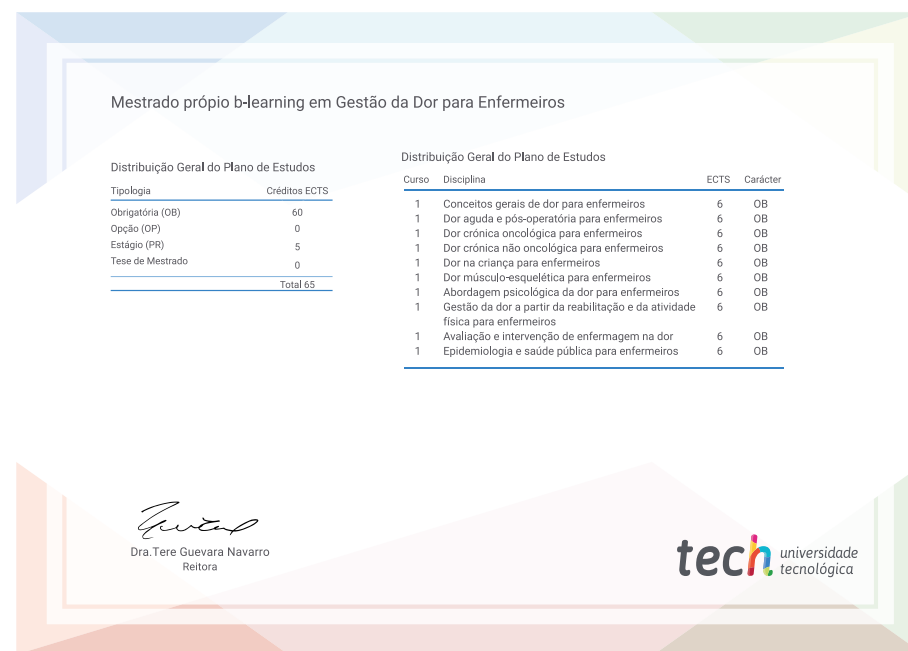 Mestrado própio b-learning em Gestão da Dor para Enfermeiros
Distribuição Geral do Plano de Estudos
Tipologia Créditos ECTS
Obrigatória (OB) 60
Opção (OP) 0
Estágio (PR) 5
Tese de Mestrado 0
Total 65
Distribuição Geral do Plano de Estudos
Curso Disciplina ECTS Carácter
1 Conceitos gerais de dor para enfermeiros 6 OB
1 Dor aguda e pós-operatória para enfermeiros 6 OB
1 Dor crónica oncológica para enfermeiros 6 OB
1 Dor crónica não oncológica para enfermeiros 6 OB
1 Dor na criança para enfermeiros 6 OB
1 Dor músculo-esquelética para enfermeiros 6 OB
1 Abordagem psicológica da dor para enfermeiros 6 OB
1 Gestão da dor a partir da reabilitação e da atividade 6 OB
física para enfermeiros
1 Avaliação e intervenção de enfermagem na dor 6 OB
1 Epidemiologia e saúde pública para enfermeiros 6 OB
Dra.Tere Guevara Navarro
Reitora
tech universidade
tecnológica